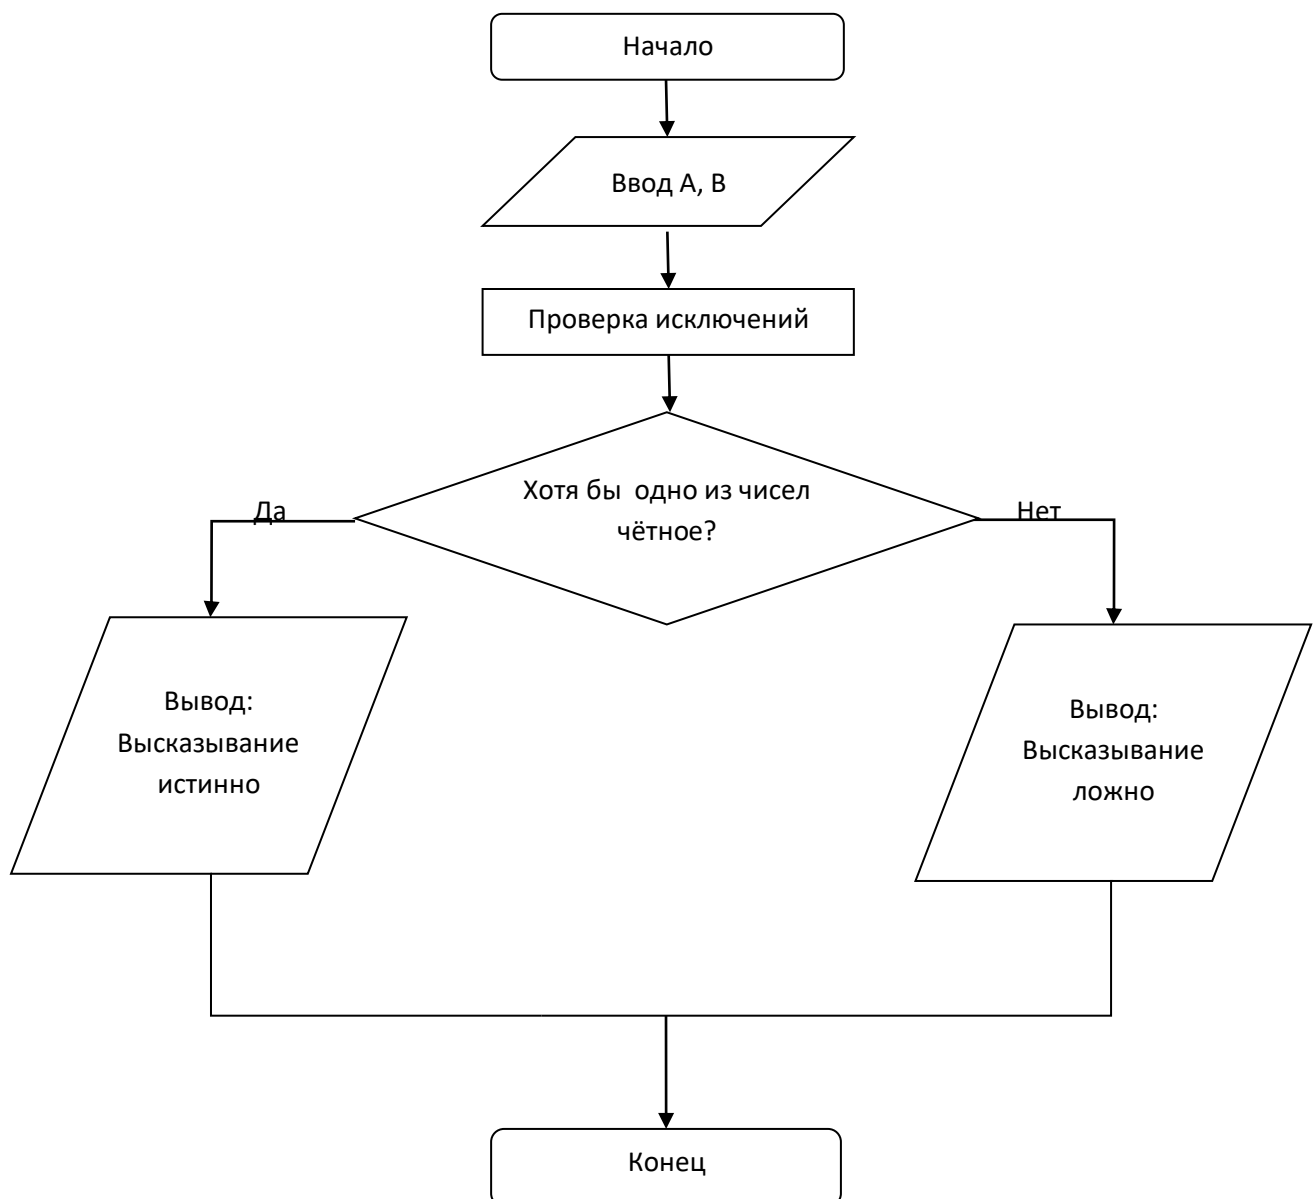 Начало
Ввод А, В
Проверка исключений
Хотя бы одно из чисел
чётное?
Да
Нет
Вывод:
Высказывание
истинно
Вывод:
Высказывание
ложно
Конец